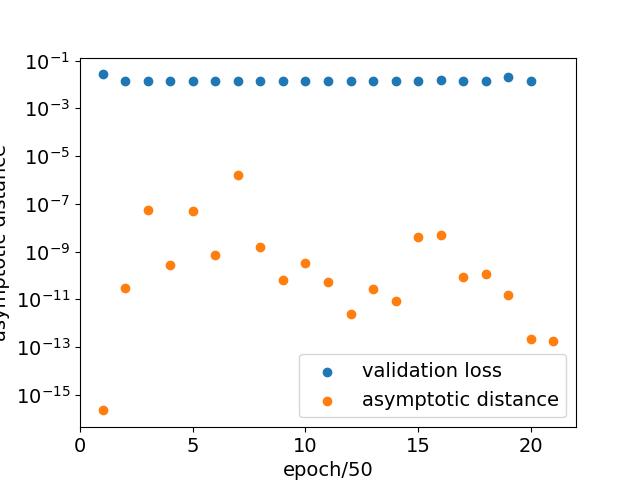 10⁻¹
10⁻³
10⁻⁵
10⁻⁷
10⁻⁹
10⁻¹¹
10⁻¹³
10⁻¹⁵
asymptotic distance
validation loss
asymptotic distance
0 5 10 15 20
epoch/50